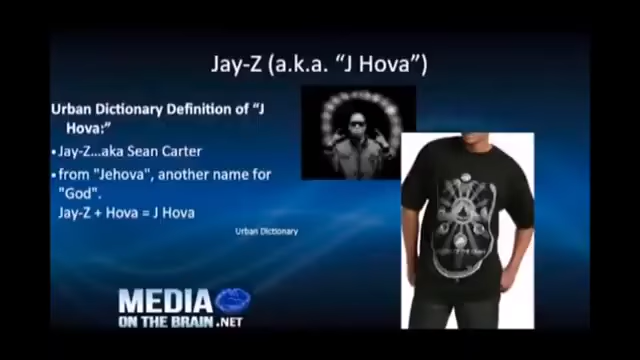 Jay-Z (a.k.a. “J Hova”)
Urban Dictionary Definition of “J
Hova:”
•Jay-Z...aka Sean Carter
•from "Jehova", another name for
"God".
Jay-Z + Hova = J Hova
Urban Dictionary
MEDIA
ON THE BRAIN.NET